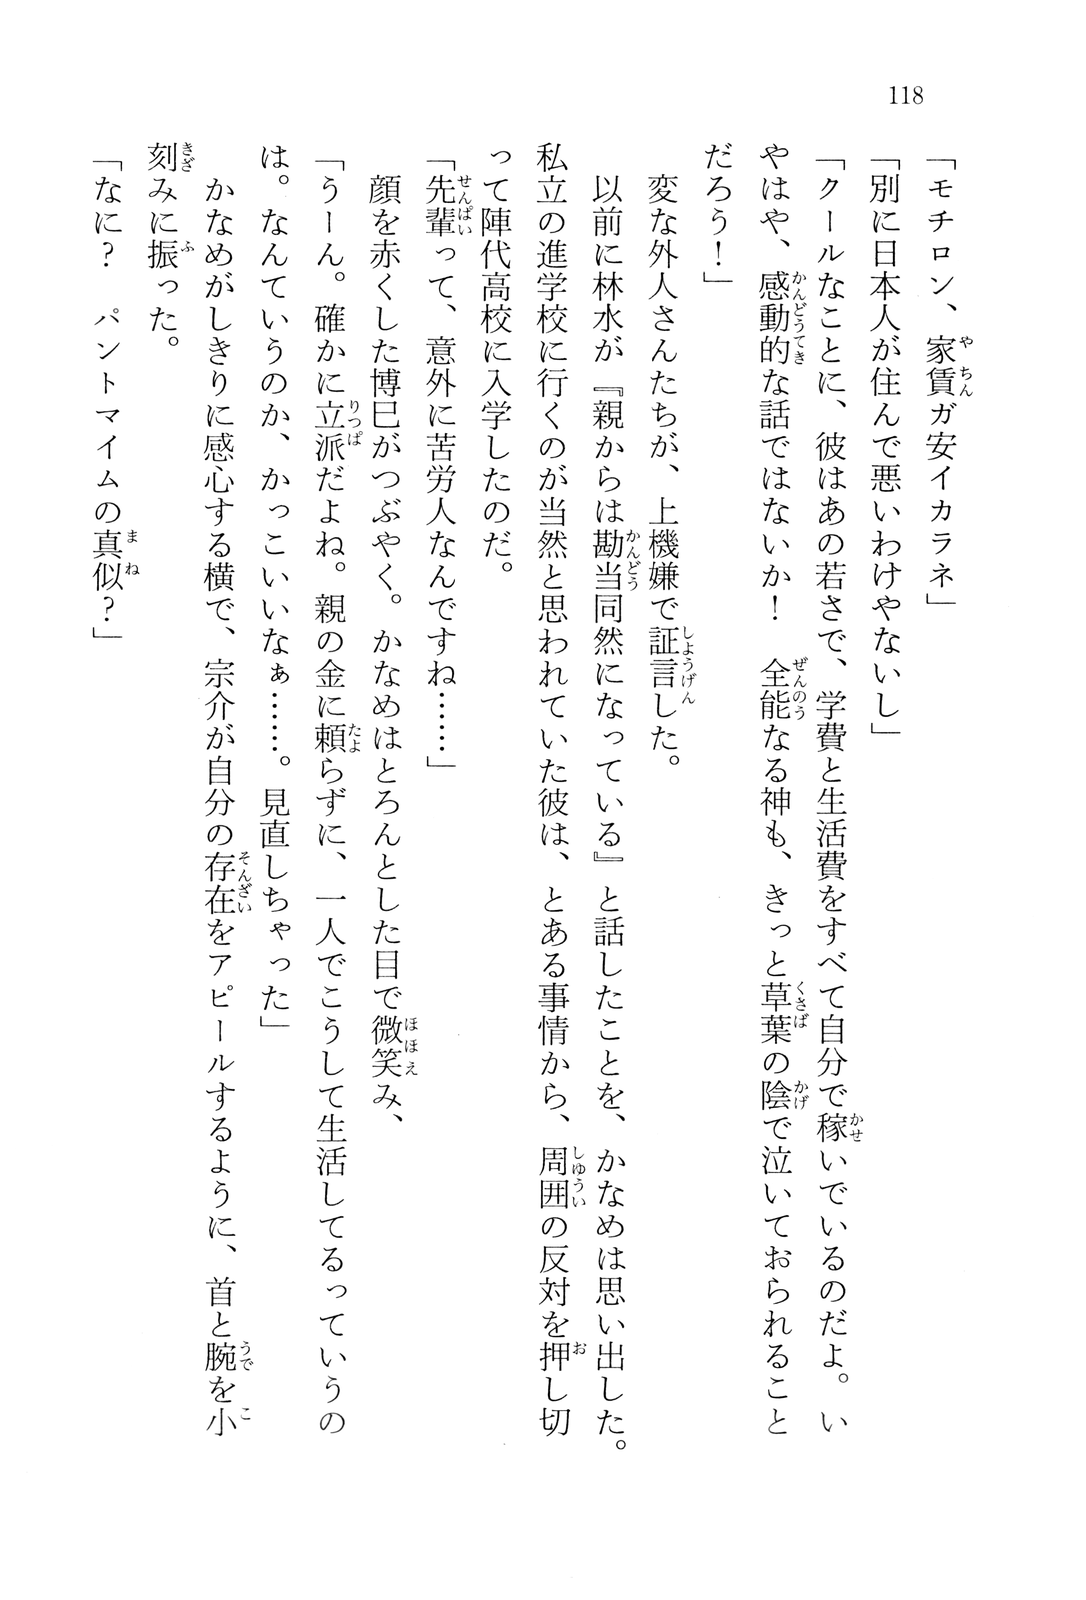 118
「モチロン、家賃ガ安イカラネ」
「別に日本人が住んで悪いわけやないし」
「クールなことに、彼はあの若さで、学費と生活費をすべて自分で稼いでいるのだよ。い
やはや、感動的な話ではないか！　全能なる神も、きっと草葉の陰で泣いておられること
だろう！」
　変な外人さんたちが、上機嫌で証言した。
　以前に林水が『親からは勘当同然になっている』と話したことを、かなめは思い出した。
私立の進学校に行くのが当然と思われていた彼は、とある事情から、周囲の反対を押し切
って陣代高校に入学したのだ。
「先輩って、意外に苦労人なんですね……」
　顔を赤くした博巳がつぶやく。かなめはとろんとした目で微笑み、
「うーん。確かに立派だよね。親の金に頼らずに、一人でこうして生活してるっていうの
は。なんていうのか、かっこいいなぁ……。見直しちゃった」
　かなめがしきりに感心する横で、宗介が自分の存在をアピールするように、首と腕を小
刻みに振った。
「なに？　パントマイムの真似？」